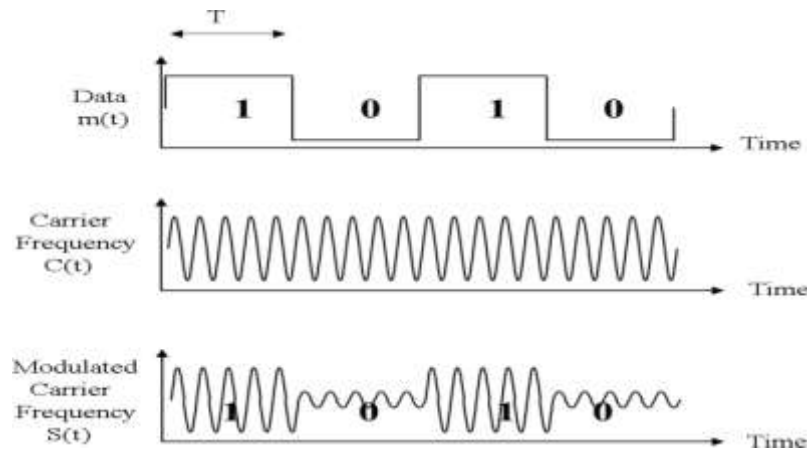 T
Data
m(t)
1 0 1 0
Time
Carrier
Frequency
C(t)
Time
Modulated
Carrier
Frequency
S(t)
1 0 1 0
Time